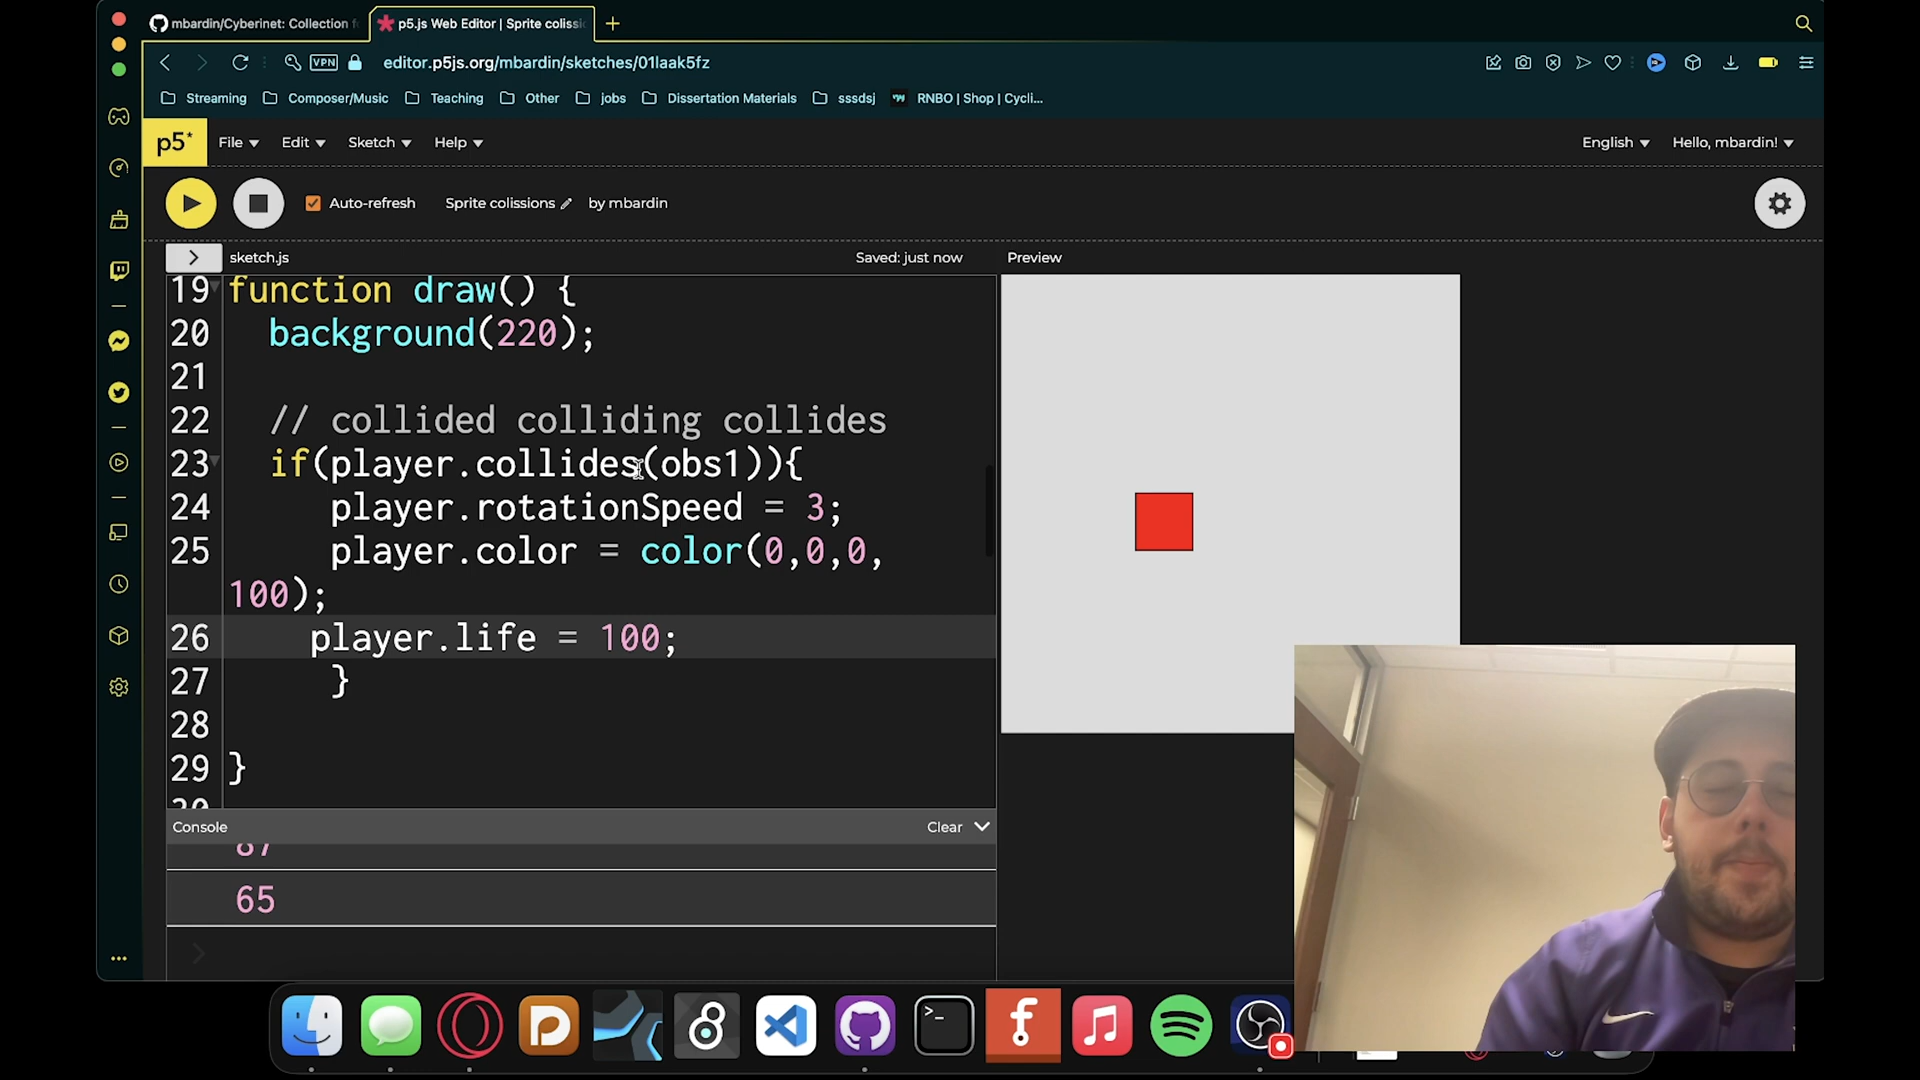 mbardin/Cyberinet: Collection f
p5.js Web Editor | Sprite colissi
VPN
editor.p5js.org/mbardin/sketches/01laak5fz
Streaming
Composer/Music
Teaching
Other
jobs
Dissertation Materials
sssdsj
RNBO | Shop | Cycli...
p5*
File
Edit
Sketch
Help
English
Hello, mbardin!
Auto-refresh
Sprite colissions
by mbardin
sketch.js
Saved: just now
Preview
19 function draw() {
20 background(220);
21
22 // collided colliding collides
23 if(player.collides(obs1)){
24 player.rotationSpeed = 3;
25 player.color = color(0,0,0,
100);
26 player.life = 100;
27 }
28
29 }
Console
Clear
87
65